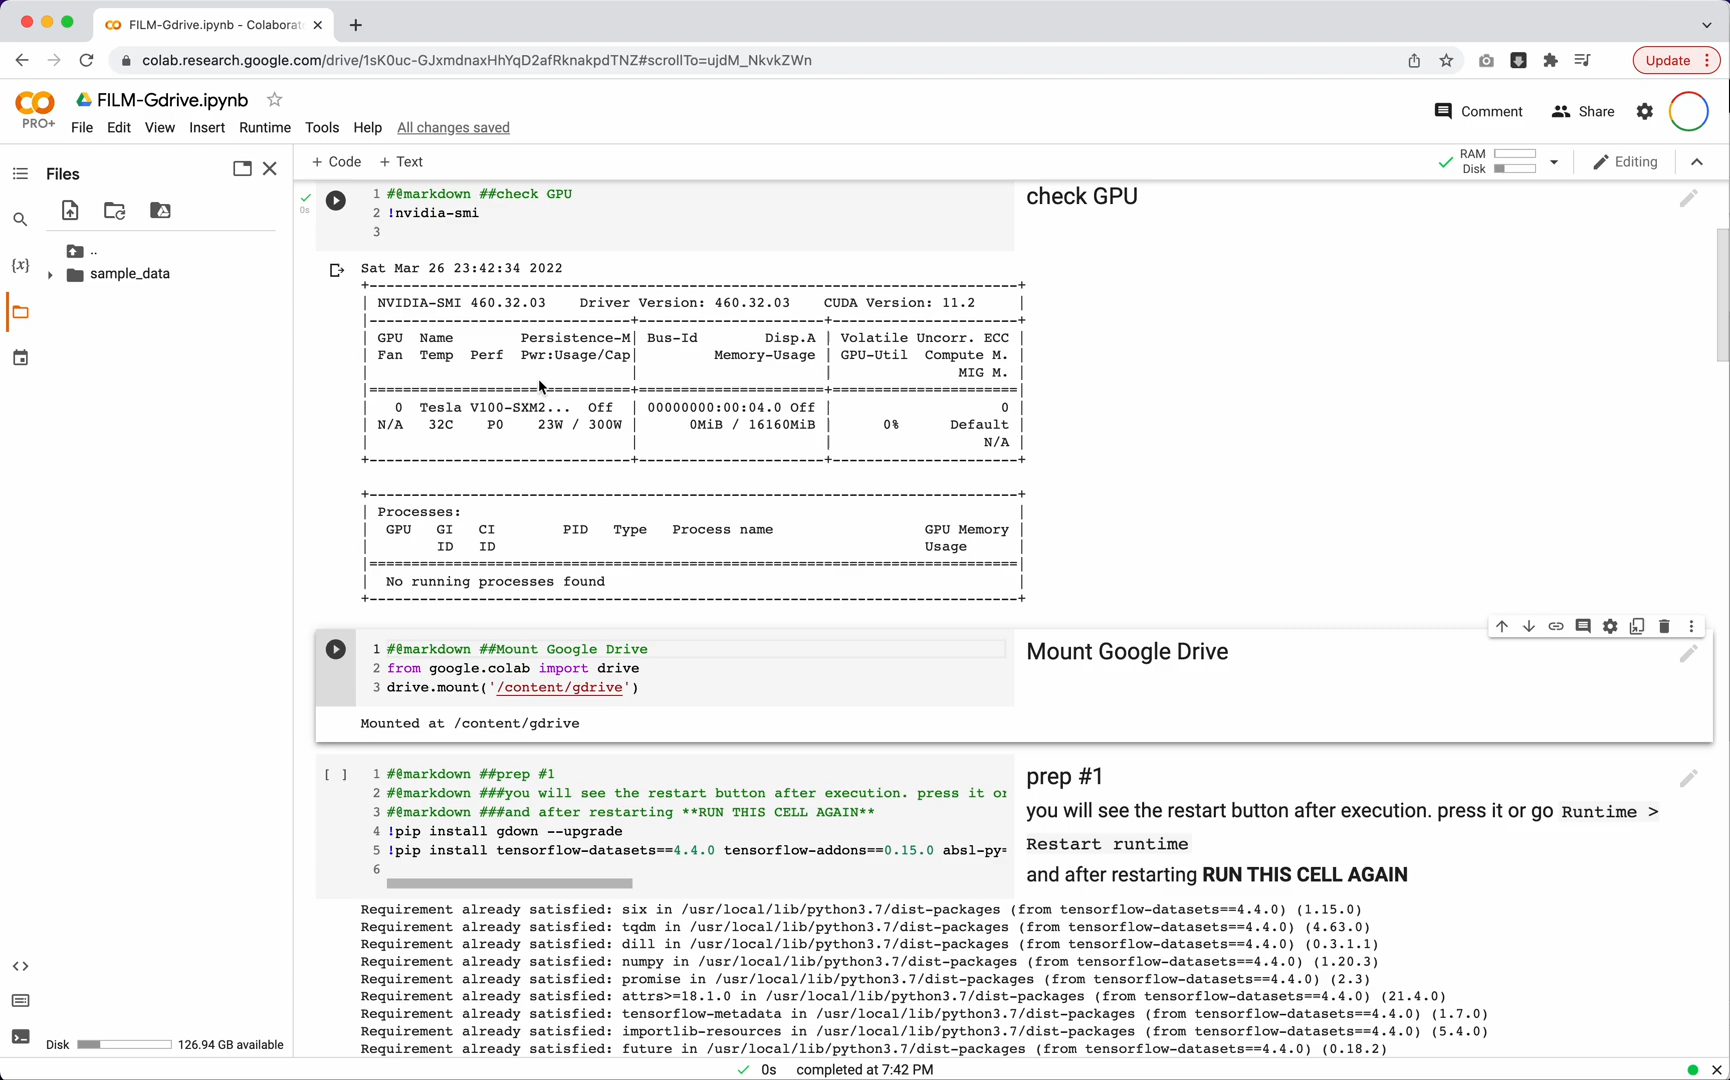 FILM-Gdrive.ipynb - Colaborat
colab.research.google.com/drive/1sK0uc-GJxmdnaxHhYqD2afRknakpdTNZ#scrollTo=ujdM_NkvkZWn
Update
PRO+
FILM-Gdrive.ipynb
File Edit View Insert Runtime Tools Help All changes saved
Comment
Share
Files
+ Code + Text
RAM
Disk
Editing
..
sample_data
{x}
0s
1 #@markdown ##check GPU
2 !nvidia-smi
3
check GPU
Sat Mar 26 23:42:34 2022
+-----------------------------------------------------------------------------+
| NVIDIA-SMI 460.32.03    Driver Version: 460.32.03    CUDA Version: 11.2     |
|-------------------------------+----------------------+----------------------+
| GPU  Name        Persistence-M| Bus-Id        Disp.A | Volatile Uncorr. ECC |
| Fan  Temp  Perf  Pwr:Usage/Cap|         Memory-Usage | GPU-Util  Compute M. |
|                               |                      |               MIG M. |
|===============================+======================+======================|
|   0  Tesla V100-SXM2...  Off  | 00000000:00:04.0 Off |                    0 |
| N/A   32C    P0    23W / 300W |      0MiB / 16160MiB |      0%      Default |
|                               |                      |                  N/A |
+-------------------------------+----------------------+----------------------+
+-----------------------------------------------------------------------------+
| Processes:                                                                  |
|  GPU   GI   CI        PID   Type   Process name                  GPU Memory |
|        ID   ID                                                   Usage      |
|=============================================================================|
|  No running processes found                                                 |
+-----------------------------------------------------------------------------+
1 #@markdown ##Mount Google Drive
2 from google.colab import drive
3 drive.mount('/content/gdrive')
Mount Google Drive
Mounted at /content/gdrive
[ ]
1 #@markdown ##prep #1
2 #@markdown ###you will see the restart button after execution. press it or
3 #@markdown ###and after restarting **RUN THIS CELL AGAIN**
4 !pip install gdown --upgrade
5 !pip install tensorflow-datasets==4.4.0 tensorflow-addons==0.15.0 absl-py=
6
prep #1
you will see the restart button after execution. press it or go Runtime >
Restart runtime
and after restarting RUN THIS CELL AGAIN
Requirement already satisfied: six in /usr/local/lib/python3.7/dist-packages (from tensorflow-datasets==4.4.0) (1.15.0)
Requirement already satisfied: tqdm in /usr/local/lib/python3.7/dist-packages (from tensorflow-datasets==4.4.0) (4.63.0)
Requirement already satisfied: dill in /usr/local/lib/python3.7/dist-packages (from tensorflow-datasets==4.4.0) (0.3.1.1)
Requirement already satisfied: numpy in /usr/local/lib/python3.7/dist-packages (from tensorflow-datasets==4.4.0) (1.20.3)
Requirement already satisfied: promise in /usr/local/lib/python3.7/dist-packages (from tensorflow-datasets==4.4.0) (2.3)
Requirement already satisfied: attrs>=18.1.0 in /usr/local/lib/python3.7/dist-packages (from tensorflow-datasets==4.4.0) (21.4.0)
Requirement already satisfied: tensorflow-metadata in /usr/local/lib/python3.7/dist-packages (from tensorflow-datasets==4.4.0) (1.7.0)
Requirement already satisfied: importlib-resources in /usr/local/lib/python3.7/dist-packages (from tensorflow-datasets==4.4.0) (5.4.0)
Requirement already satisfied: future in /usr/local/lib/python3.7/dist-packages (from tensorflow-datasets==4.4.0) (0.18.2)
Disk 126.94 GB available
0s completed at 7:42 PM